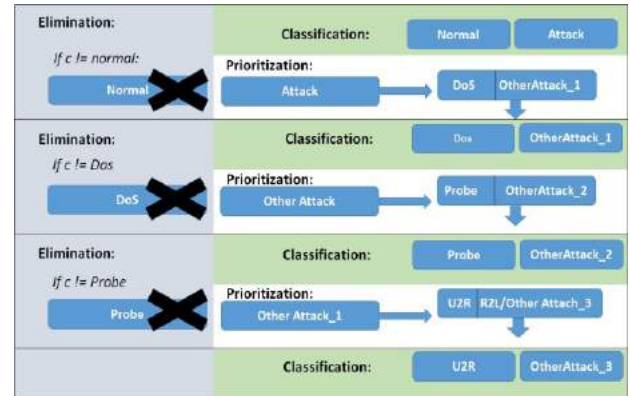 Elimination:
Classification:
Normal
Attack
If c != normal:
Prioritization:
Normal
Attack
DoS
OtherAttack_1
Elimination:
Classification:
Dos
OtherAttack_1
If c != Dos
Prioritization:
DoS
Other Attack
Probe
OtherAttack_2
Elimination:
Classification:
Probe
OtherAttack_2
If c != Probe
Prioritization:
Probe
Other Attack_1
U2R
R2L/Other Attach_3
Classification:
U2R
OtherAttack_3